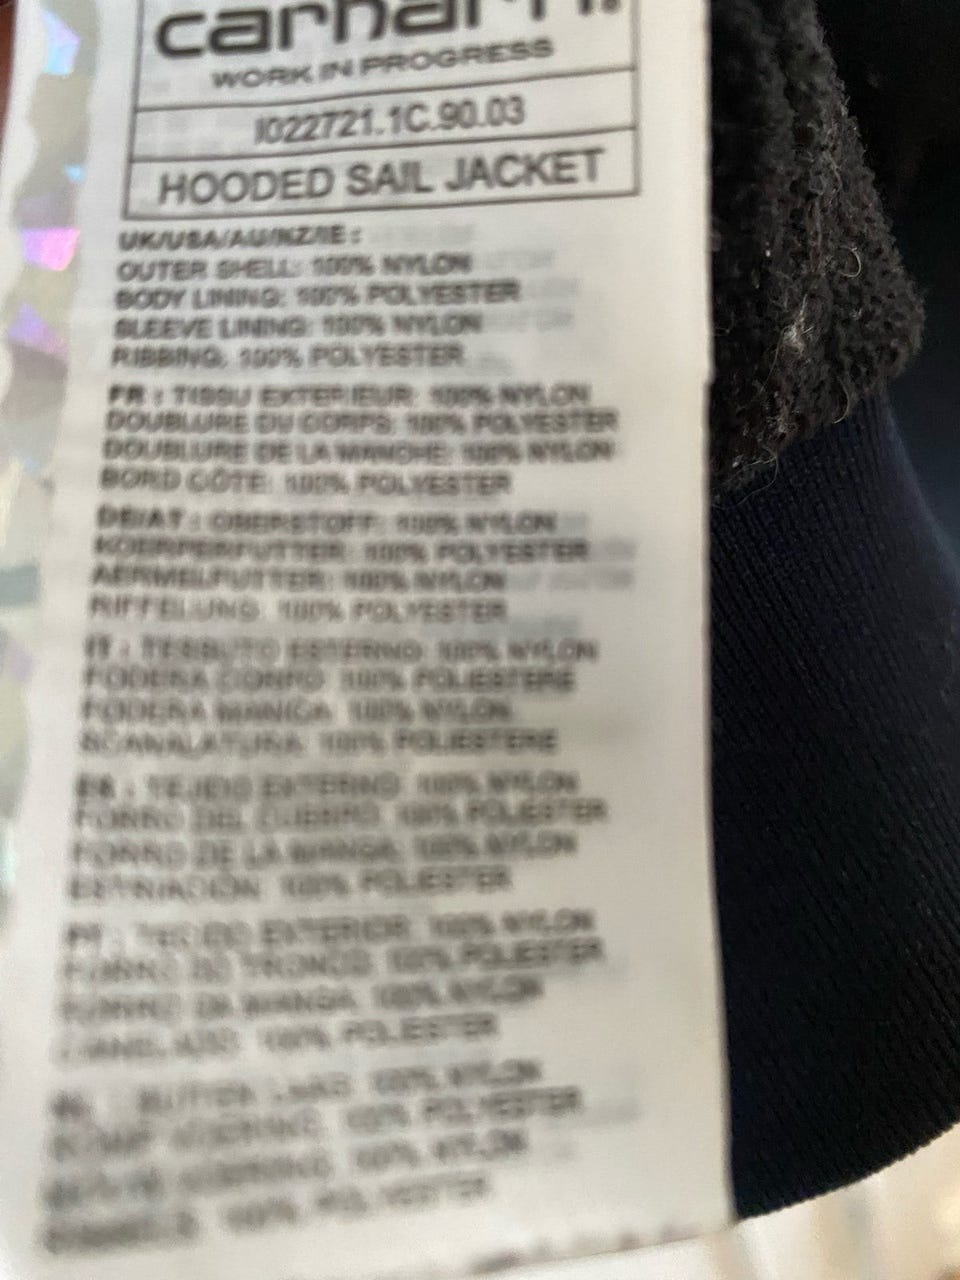 carhartt
WORK IN PROGRESS
I022721.1C.90.03
HOODED SAIL JACKET
UK/USA/AU/NZ/IE :
OUTER SHELL: 100% NYLON
BODY LINING: 100% POLYESTER
SLEEVE LINING: 100% NYLON
RIBBING: 100% POLYESTER
FR : TISSU EXTERIEUR: 100% NYLON
DOUBLURE DU CORPS: 100% POLYESTER
DOUBLURE DE LA MANCHE: 100% NYLON
BORD CÔTE: 100% POLYESTER
DE/AT : OBERSTOFF: 100% NYLON
KOERPERFUTTER: 100% POLYESTER
AERMELFUTTER: 100% NYLON
RIFFELUNG: 100% POLYESTER
IT : TESSUTO ESTERNO: 100% NYLON
FODERA CORPO: 100% POLIESTERE
FODERA MANICA: 100% NYLON
SCANALATURA: 100% POLIESTERE
ES : TEJIDO EXTERNO: 100% NYLON
FORRO DEL CUERPO: 100% POLIESTER
FORRO DE LA MANGA: 100% NYLON
100% POLIESTER
PT : TECIDO EXTERIOR: 100% NYLON
FORRO DO TRONCO: 100% POLIESTER
FORRO DA MANGA: 100% NYLON
CANELADO: 100% POLIESTER
100% NYLON
100% POLYESTER
100% NYLON
100% POLYESTER